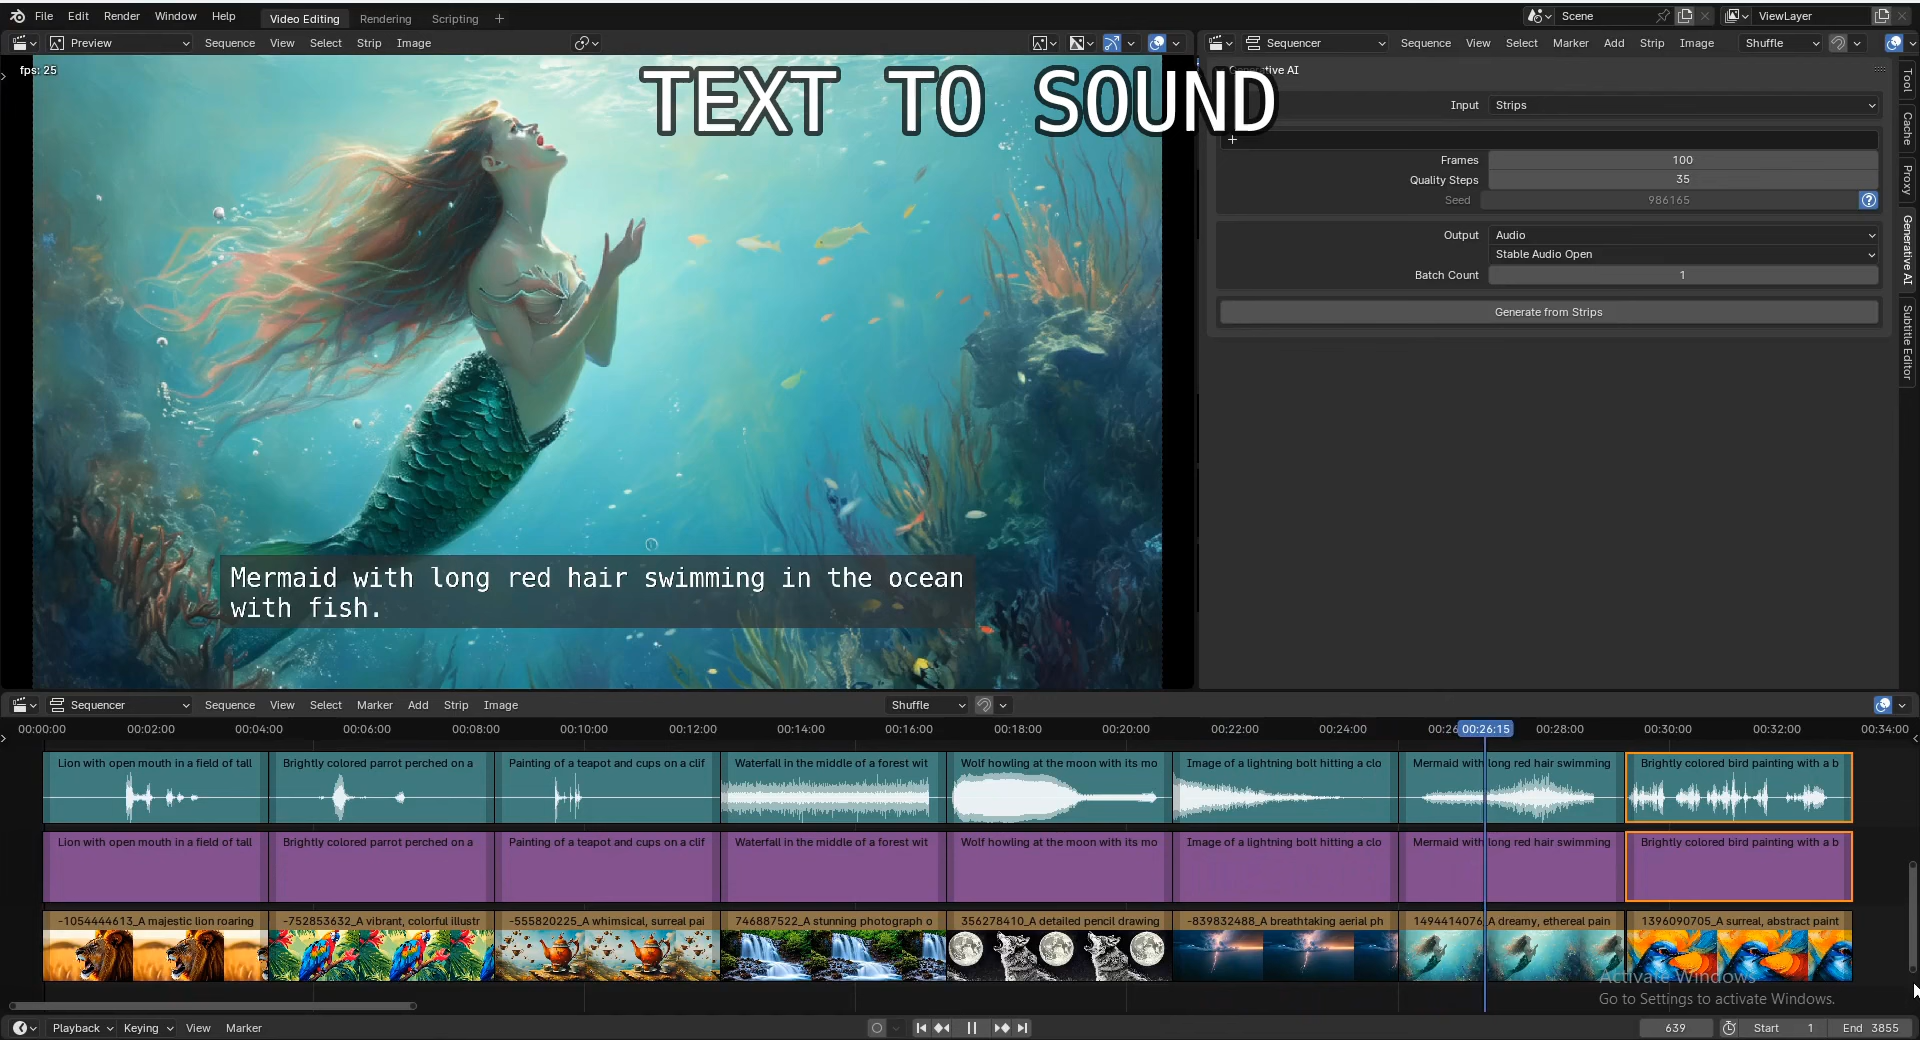 File Edit Render Window Help Video Editing Rendering Scripting + Scene ViewLayer
Preview Sequence View Select Strip Image
Sequencer Sequence View Select Marker Add Strip Image Shuffle
fps: 25
TEXT TO SOUND
Mermaid with long red hair swimming in the ocean
with fish.
Input Strips
+
Frames 100
Quality Steps 35
Seed 986165
Output Audio
Stable Audio Open
Batch Count 1
Generate from Strips
Tool
Cache
Proxy
Generative AI
Subtitle Editor
Sequencer Sequence View Select Marker Add Strip Image Shuffle
00:00:00 00:02:00 00:04:00 00:06:00 00:08:00 00:10:00 00:12:00 00:14:00 00:16:00 00:18:00 00:20:00 00:22:00 00:24:00 00:26 00:26:15 00:28:00 00:30:00 00:32:00 00:34:00
Lion with open mouth in a field of tall Brightly colored parrot perched on a Painting of a teapot and cups on a clif Waterfall in the middle of a forest wit Wolf howling at the moon with its mo Image of a lightning bolt hitting a clo Mermaid with long red hair swimming Brightly colored bird painting with a b
Lion with open mouth in a field of tall Brightly colored parrot perched on a Painting of a teapot and cups on a clif Waterfall in the middle of a forest wit Wolf howling at the moon with its mo Image of a lightning bolt hitting a clo Mermaid with long red hair swimming Brightly colored bird painting with a b
-1054444613_A majestic lion roaring -752853632_A vibrant, colorful illustr -555820225_A whimsical, surreal pai 746887522_A stunning photograph o 356278410_A detailed pencil drawing -839832488_A breathtaking aerial ph 1494414076_A dreamy, ethereal pain 1396090705_A surreal, abstract paint
Activate Windows
Go to Settings to activate Windows.
Playback Keying View Marker 639 Start 1 End 3855